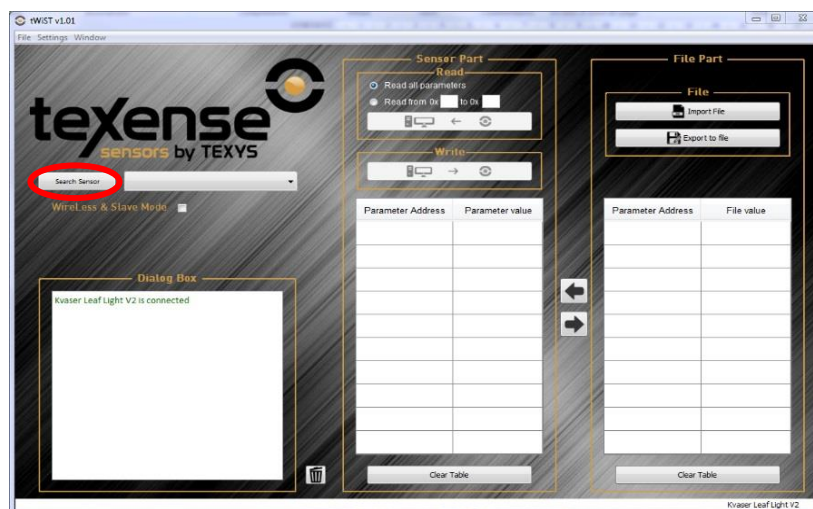 tWiST v1.01
File Settings Window
texense
sensors by TEXYS
Search Sensor
WireLess & Slave Mode
Dialog Box
Kvaser Leaf Light V2 is connected
Sensor Part
Read
Read all parameters
Read from 0x to 0x
Write
Parameter Address Parameter value
Clear Table
File Part
File
Import File
Export to file
Parameter Address File value
Clear Table
Kvaser Leaf Light V2